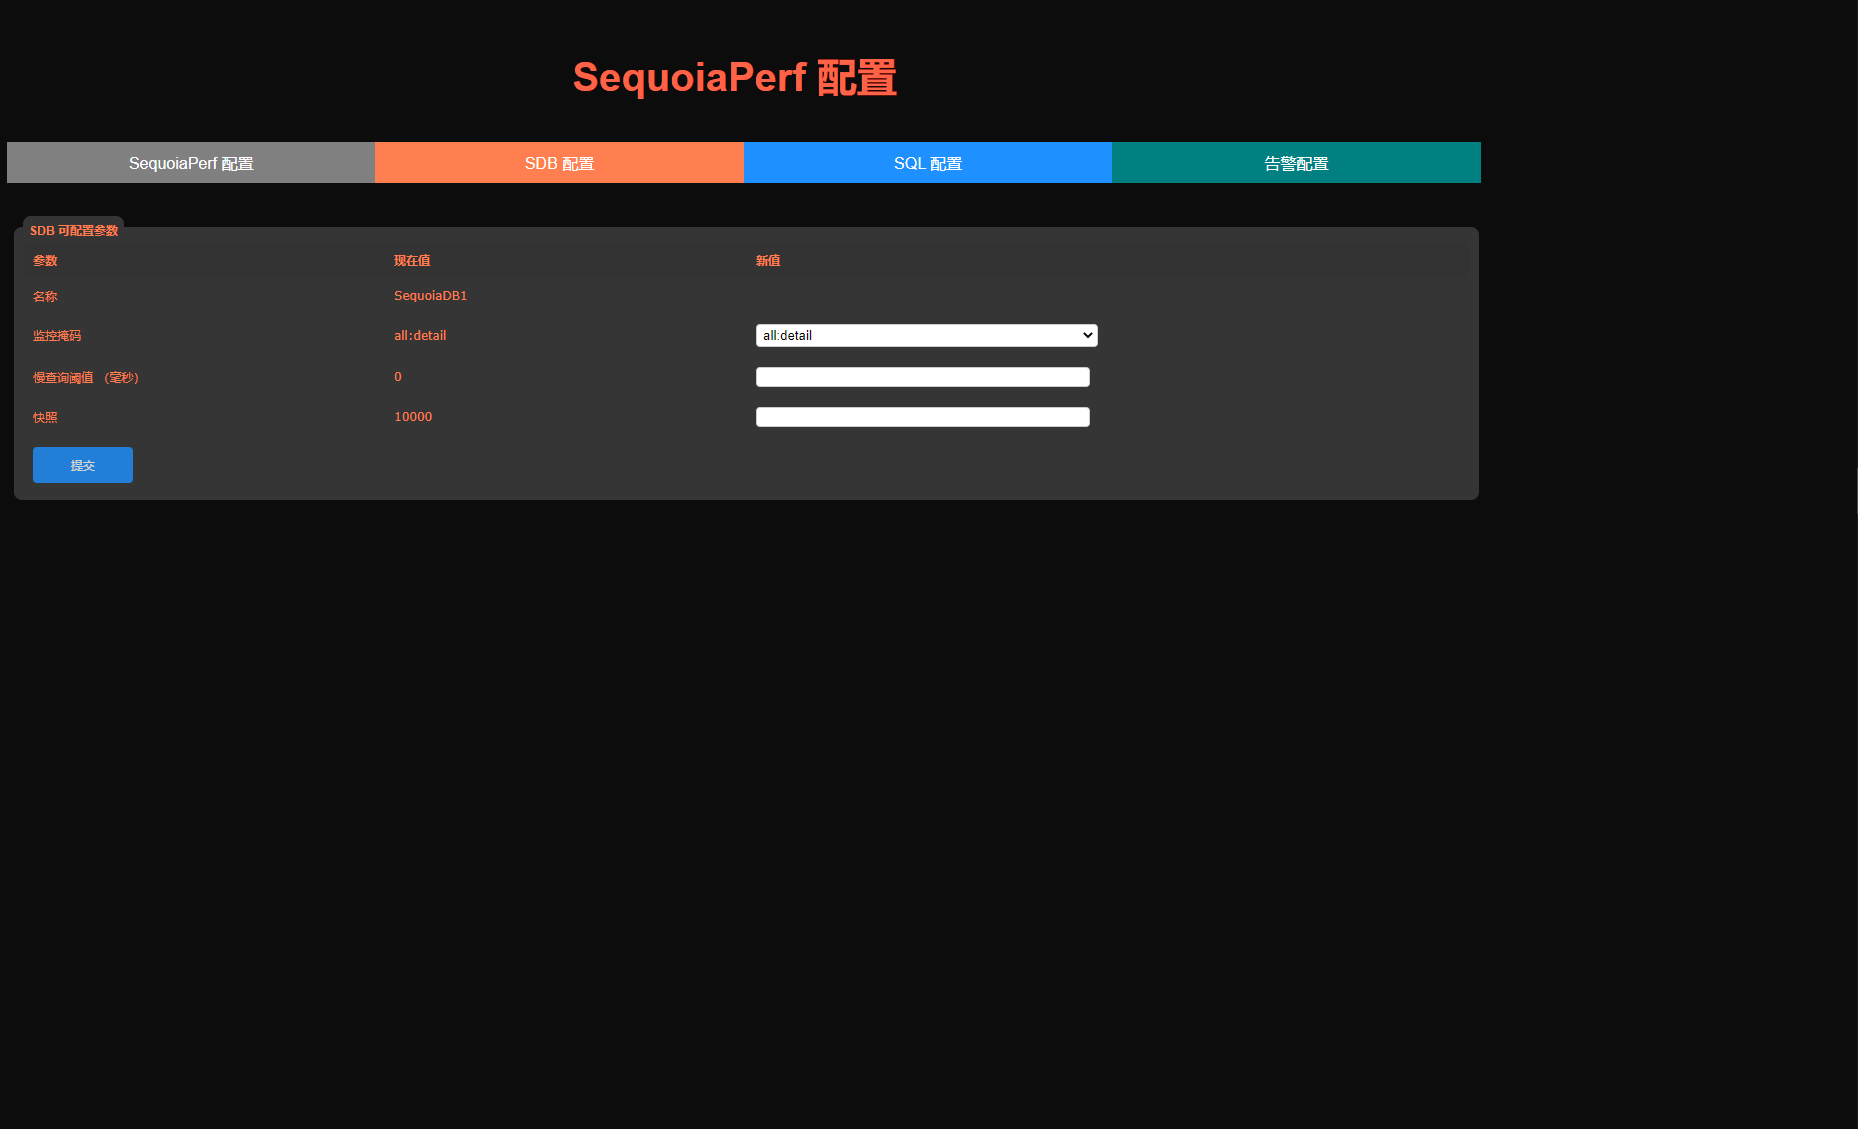 SequoiaPerf 配置
SequoiaPerf 配置 SDB 配置 SQL 配置 告警配置
SDB 可配置参数
参数 现在值 新值
名称 SequoiaDB1
监控掩码 all:detail all:detail
慢查询阈值 （毫秒） 0
快照 10000
提交